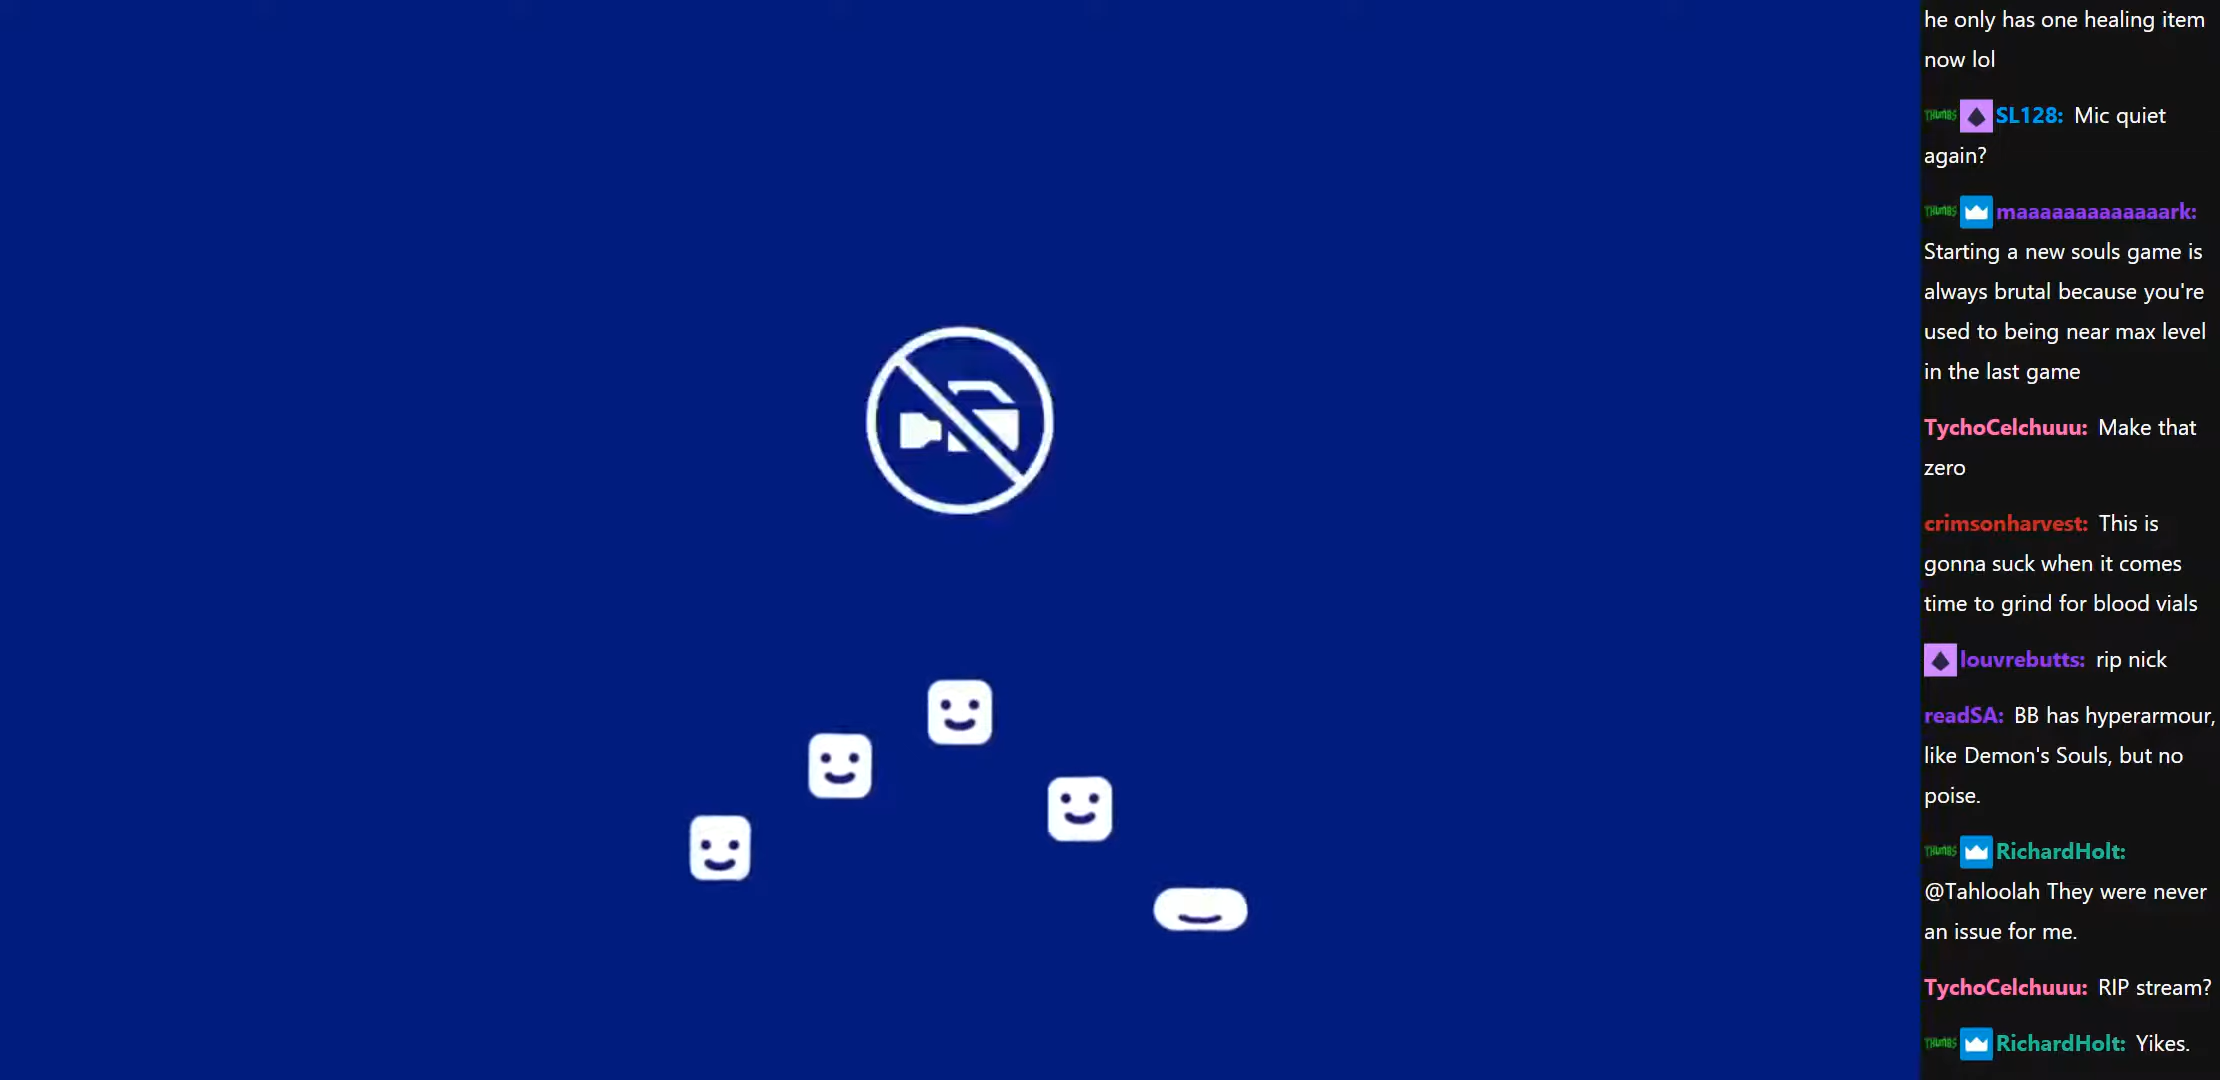 he only has one healing item
now lol
THUMBS SL128: Mic quiet
again?
THUMBS maaaaaaaaaaaaark:
Starting a new souls game is
always brutal because you're
used to being near max level
in the last game
TychoCelchuuu: Make that
zero
crimsonharvest: This is
gonna suck when it comes
time to grind for blood vials
louvrebutts: rip nick
readSA: BB has hyperarmour,
like Demon's Souls, but no
poise.
THUMBS RichardHolt:
@Tahloolah They were never
an issue for me.
TychoCelchuuu: RIP stream?
THUMBS RichardHolt: Yikes.